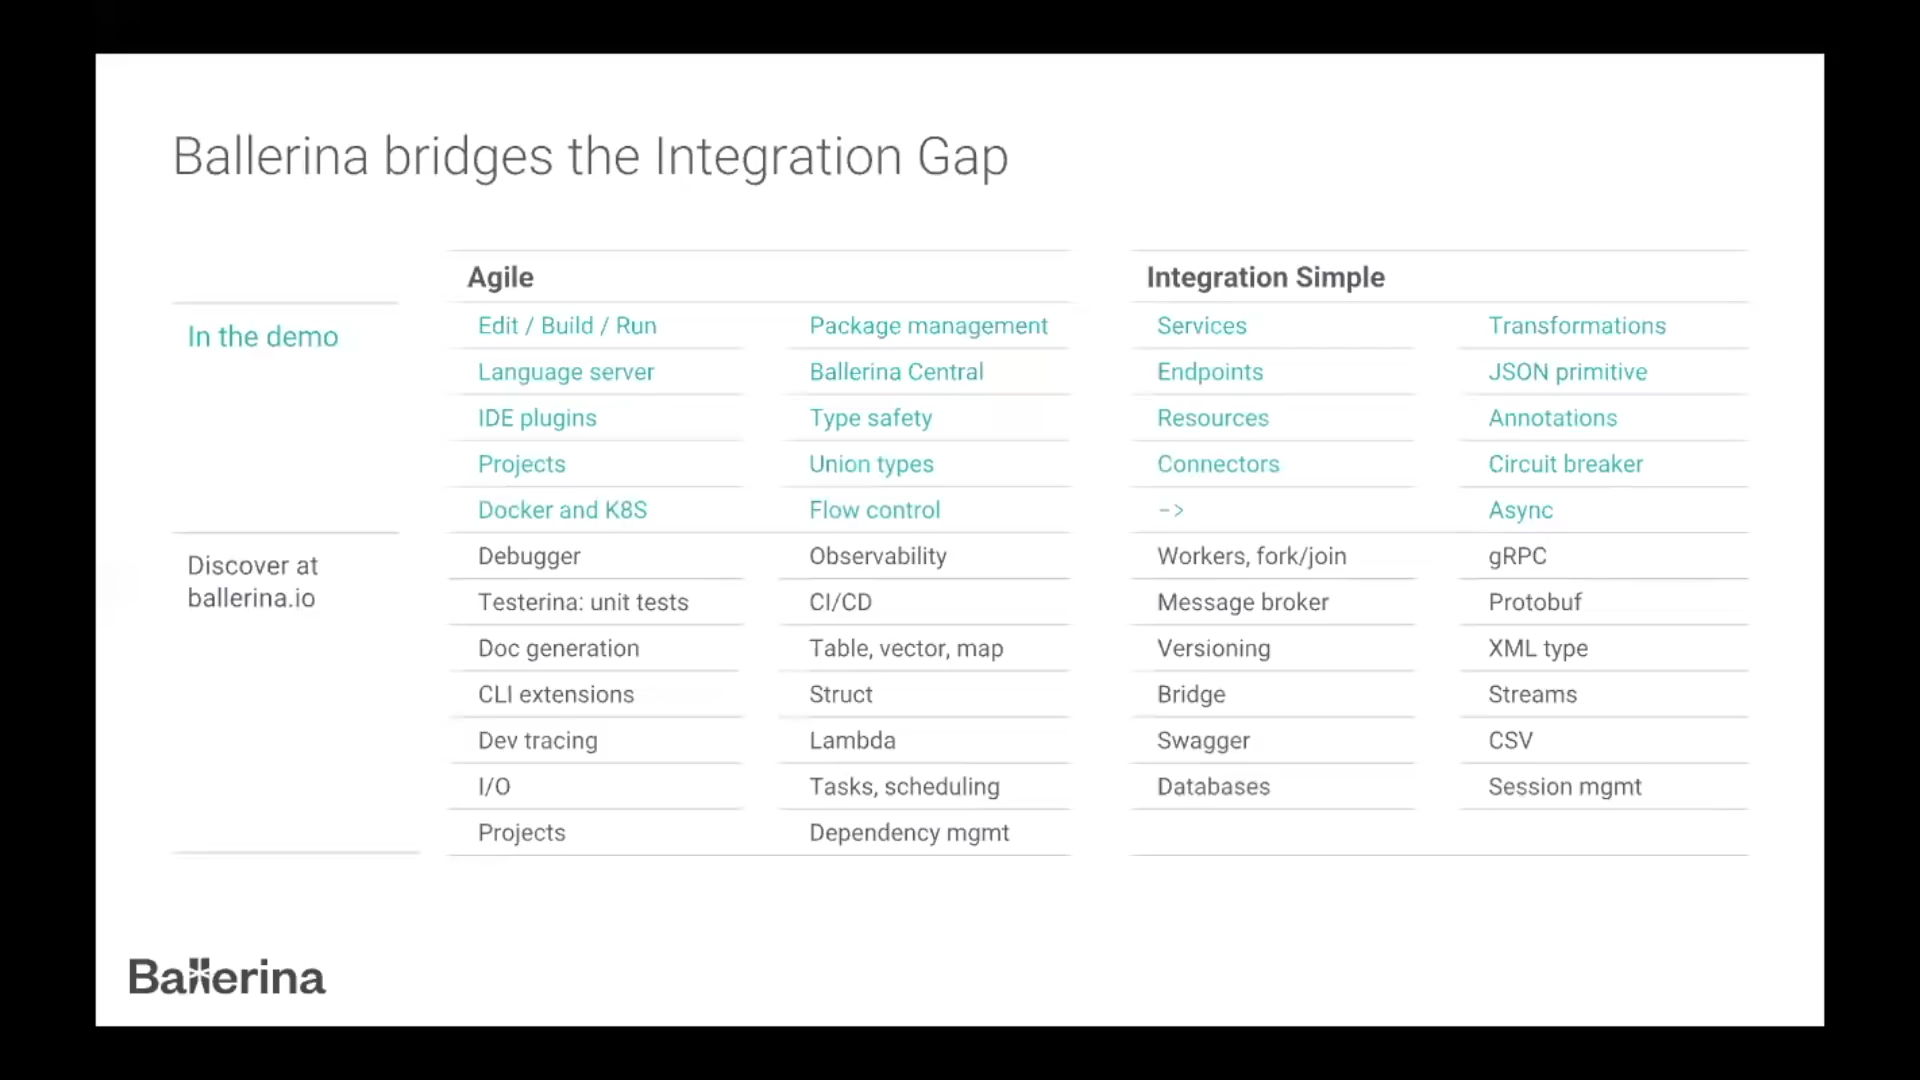 Ballerina bridges the Integration Gap
Agile
Integration Simple
In the demo
Edit / Build / Run
Package management
Services
Transformations
Language server
Ballerina Central
Endpoints
JSON primitive
IDE plugins
Type safety
Resources
Annotations
Projects
Union types
Connectors
Circuit breaker
Docker and K8S
Flow control
->
Async
Discover at
ballerina.io
Debugger
Observability
Workers, fork/join
gRPC
Testerina: unit tests
CI/CD
Message broker
Protobuf
Doc generation
Table, vector, map
Versioning
XML type
CLI extensions
Struct
Bridge
Streams
Dev tracing
Lambda
Swagger
CSV
I/O
Tasks, scheduling
Databases
Session mgmt
Projects
Dependency mgmt
Ballerina